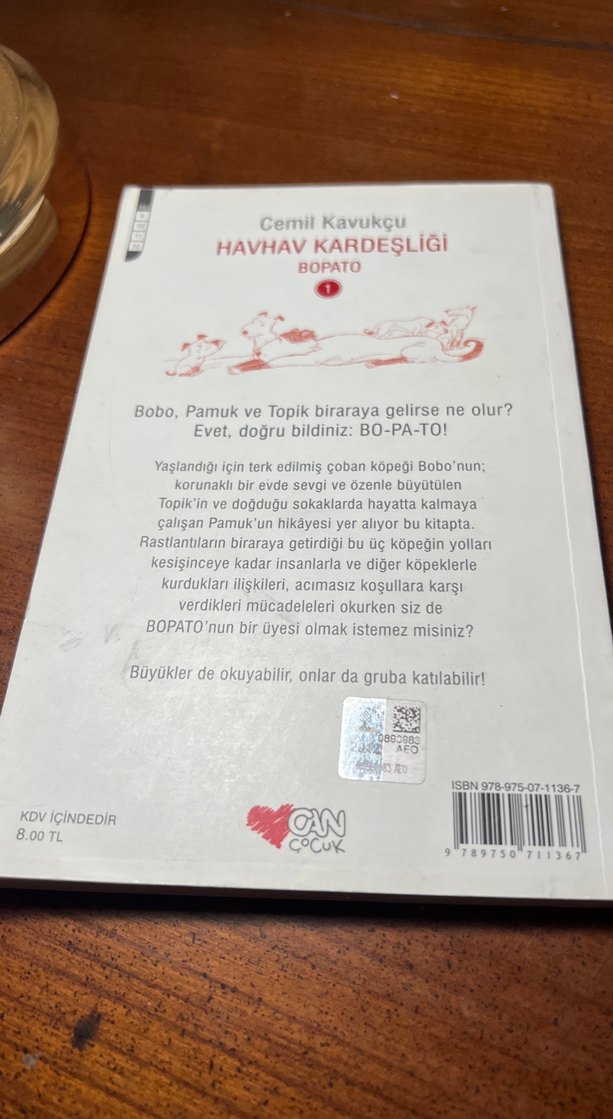 Cemil Kavukçu
HAVHAV KARDEŞLİĞİ
BOPATO
1
Bobo, Pamuk ve Topik biraraya gelirse ne olur?
Evet, doğru bildiniz: BO-PA-TO!
Yaşlandığı için terk edilmiş çoban köpeği Bobo'nun;
korunaklı bir evde sevgi ve özenle büyütülen
Topik'in ve doğduğu sokaklarda hayatta kalmaya
çalışan Pamuk'un hikâyesi yer alıyor bu kitapta.
Rastlantıların biraraya getirdiği bu üç köpeğin yolları
kesişinceye kadar insanlarla ve diğer köpeklerle
kurdukları ilişkileri, acımasız koşullara karşı
verdikleri mücadeleleri okurken siz de
BOPATO'nun bir üyesi olmak istemez misiniz?
Büyükler de okuyabilir, onlar da gruba katılabilir!
0890983
AEO
KDV İÇİNDEDİR
8.00 TL
CAN
ÇOCUK
ISBN 978-975-07-1136-7
9 789750 711367